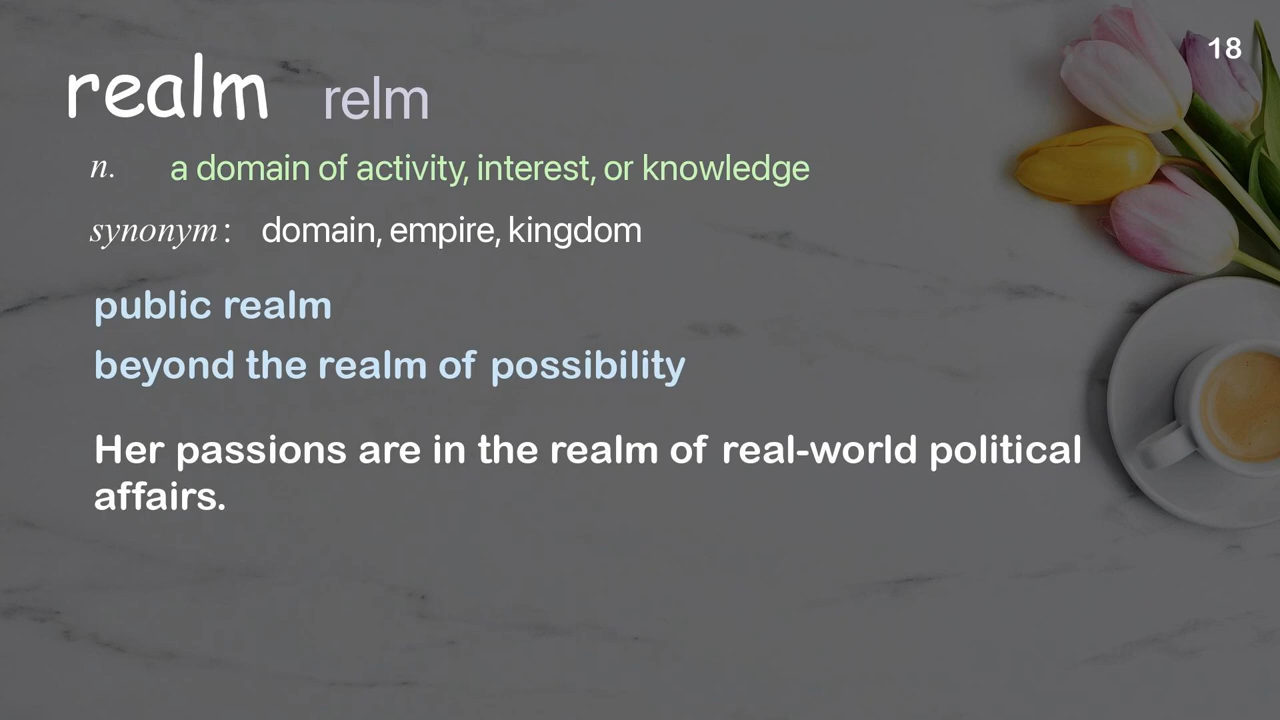 18
realm relm
n. a domain of activity, interest, or knowledge
synonym: domain, empire, kingdom
public realm
beyond the realm of possibility
Her passions are in the realm of real-world political
affairs.